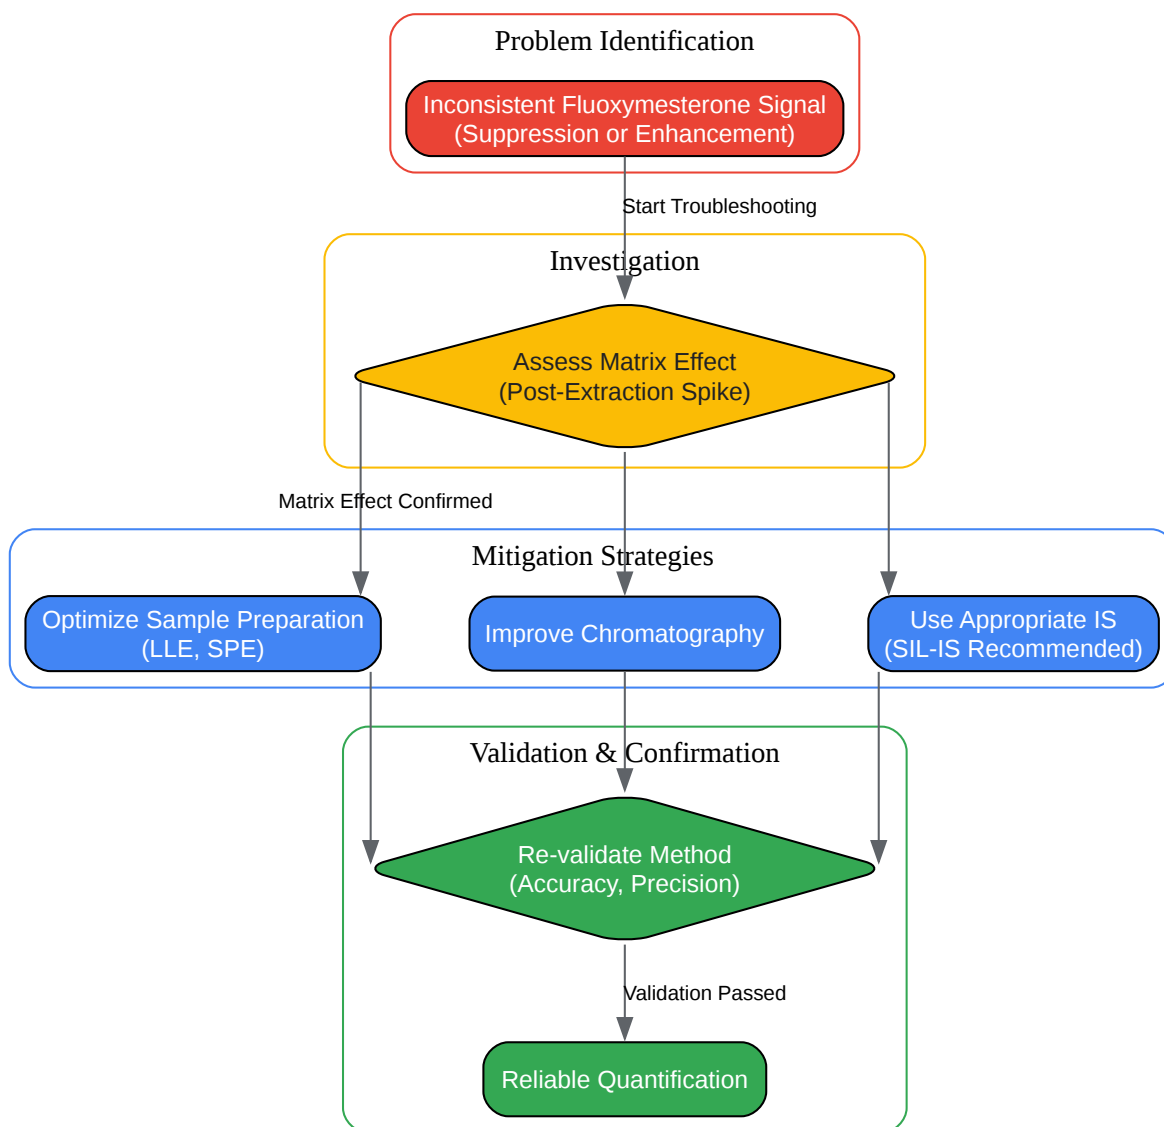 Problem Identification
Inconsistent Fluoxymesterone Signal
(Suppression or Enhancement)
Start Troubleshooting
Investigation
Assess Matrix Effect
(Post-Extraction Spike)
Matrix Effect Confirmed
Mitigation Strategies
Optimize Sample Preparation
(LLE, SPE)
Improve Chromatography
Use Appropriate IS
(SIL-IS Recommended)
Validation & Confirmation
Re-validate Method
(Accuracy, Precision)
Validation Passed
Reliable Quantification